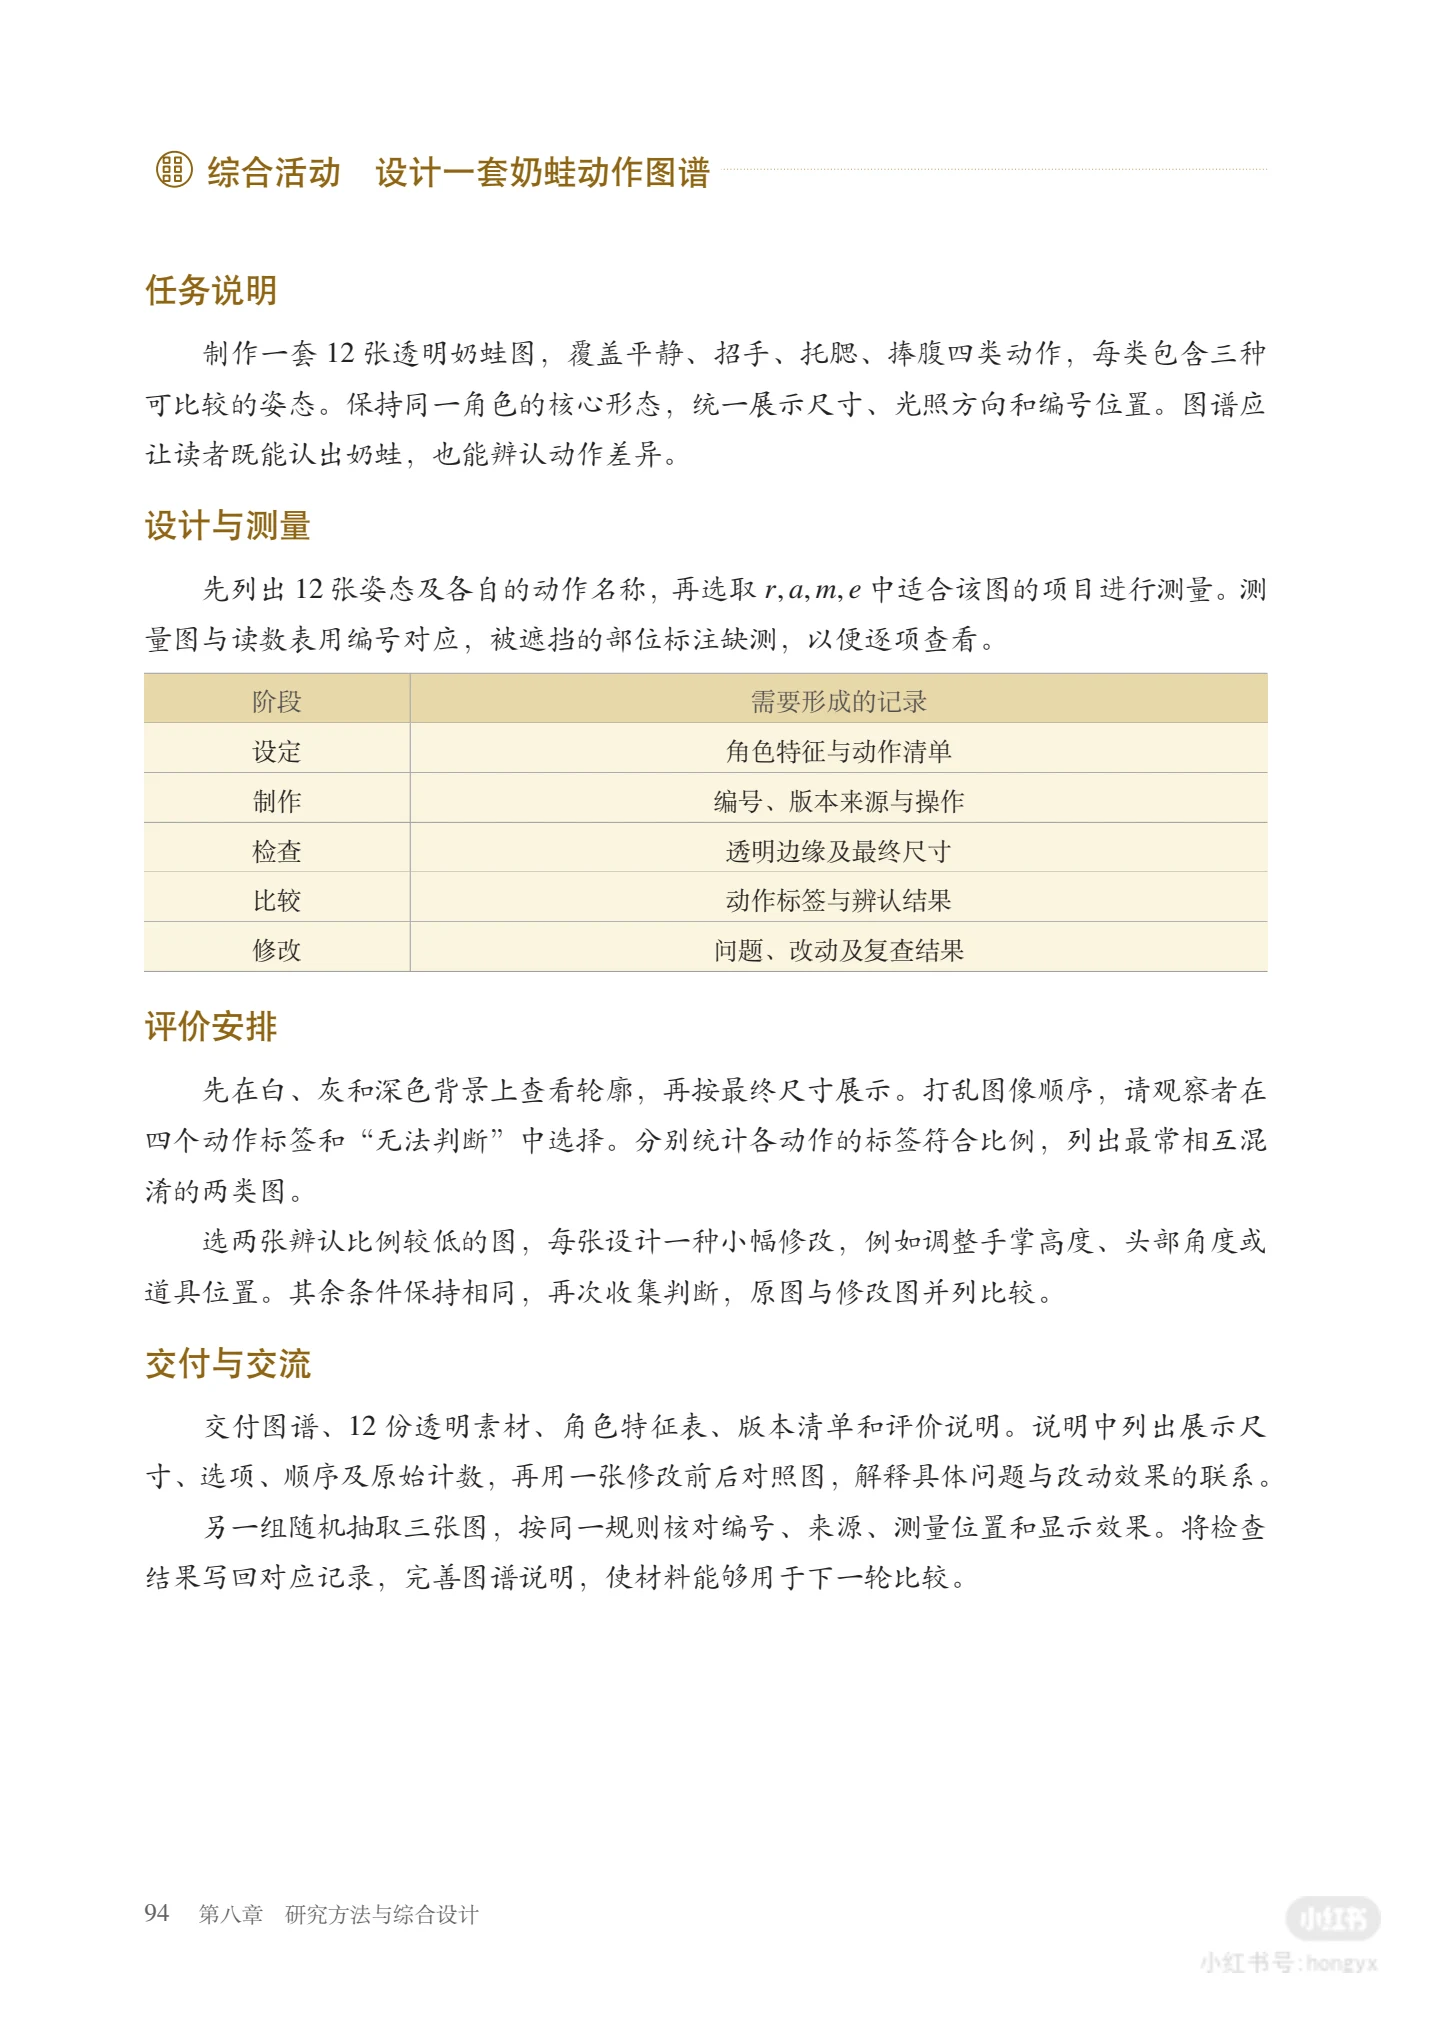 综合活动 设计一套奶蛙动作图谱
任务说明
制作一套 12 张透明奶蛙图，覆盖平静、招手、托腮、捧腹四类动作，每类包含三种
可比较的姿态。保持同一角色的核心形态，统一展示尺寸、光照方向和编号位置。图谱应
让读者既能认出奶蛙，也能辨认动作差异。
设计与测量
先列出 12 张姿态及各自的动作名称，再选取 r, a, m, e 中适合该图的项目进行测量。测
量图与读数表用编号对应，被遮挡的部位标注缺测，以便逐项查看。
阶段 需要形成的记录
设定 角色特征与动作清单
制作 编号、版本来源与操作
检查 透明边缘及最终尺寸
比较 动作标签与辨认结果
修改 问题、改动及复查结果
评价安排
先在白、灰和深色背景上查看轮廓，再按最终尺寸展示。打乱图像顺序，请观察者在
四个动作标签和“无法判断”中选择。分别统计各动作的标签符合比例，列出最常相互混
淆的两类图。
选两张辨认比例较低的图，每张设计一种小幅修改，例如调整手掌高度、头部角度或
道具位置。其余条件保持相同，再次收集判断，原图与修改图并列比较。
交付与交流
交付图谱、12 份透明素材、角色特征表、版本清单和评价说明。说明中列出展示尺
寸、选项、顺序及原始计数，再用一张修改前后对照图，解释具体问题与改动效果的联系。
另一组随机抽取三张图，按同一规则核对编号、来源、测量位置和显示效果。将检查
结果写回对应记录，完善图谱说明，使材料能够用于下一轮比较。
94 第八章 研究方法与综合设计
小红书
小红书号:hongyx